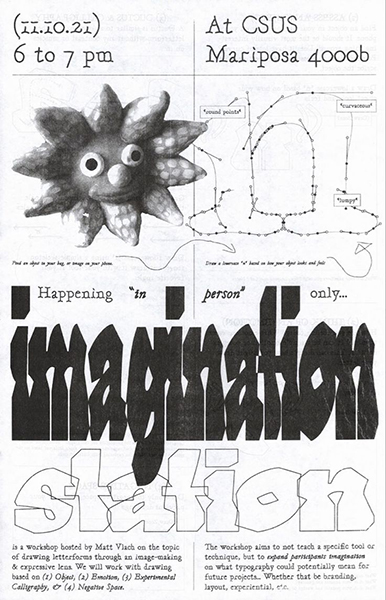 (11.10.21)
6 to 7 pm
At CSUS
Mariposa 4000b
"round points"
"curvaceous"
"lumpy"
Find an object in your bag, or image on your phone.
Draw a lowercase "n" based on how your object looks and feels
Happening "in person" only...
imagination
station
is a workshop hosted by Matt Vlach on the topic
of drawing letterforms through an image-making
& expressive lens. We will work with drawing
based on (1) Object, (2) Emotion, (3) Experimental
Calligraphy, & (4) Negative Space.
The workshop aims to not teach a specific tool or
technique, but to expand participants imagination
on what typography could potentially mean for
future projects... Whether that be branding,
layout, experiential, etc.